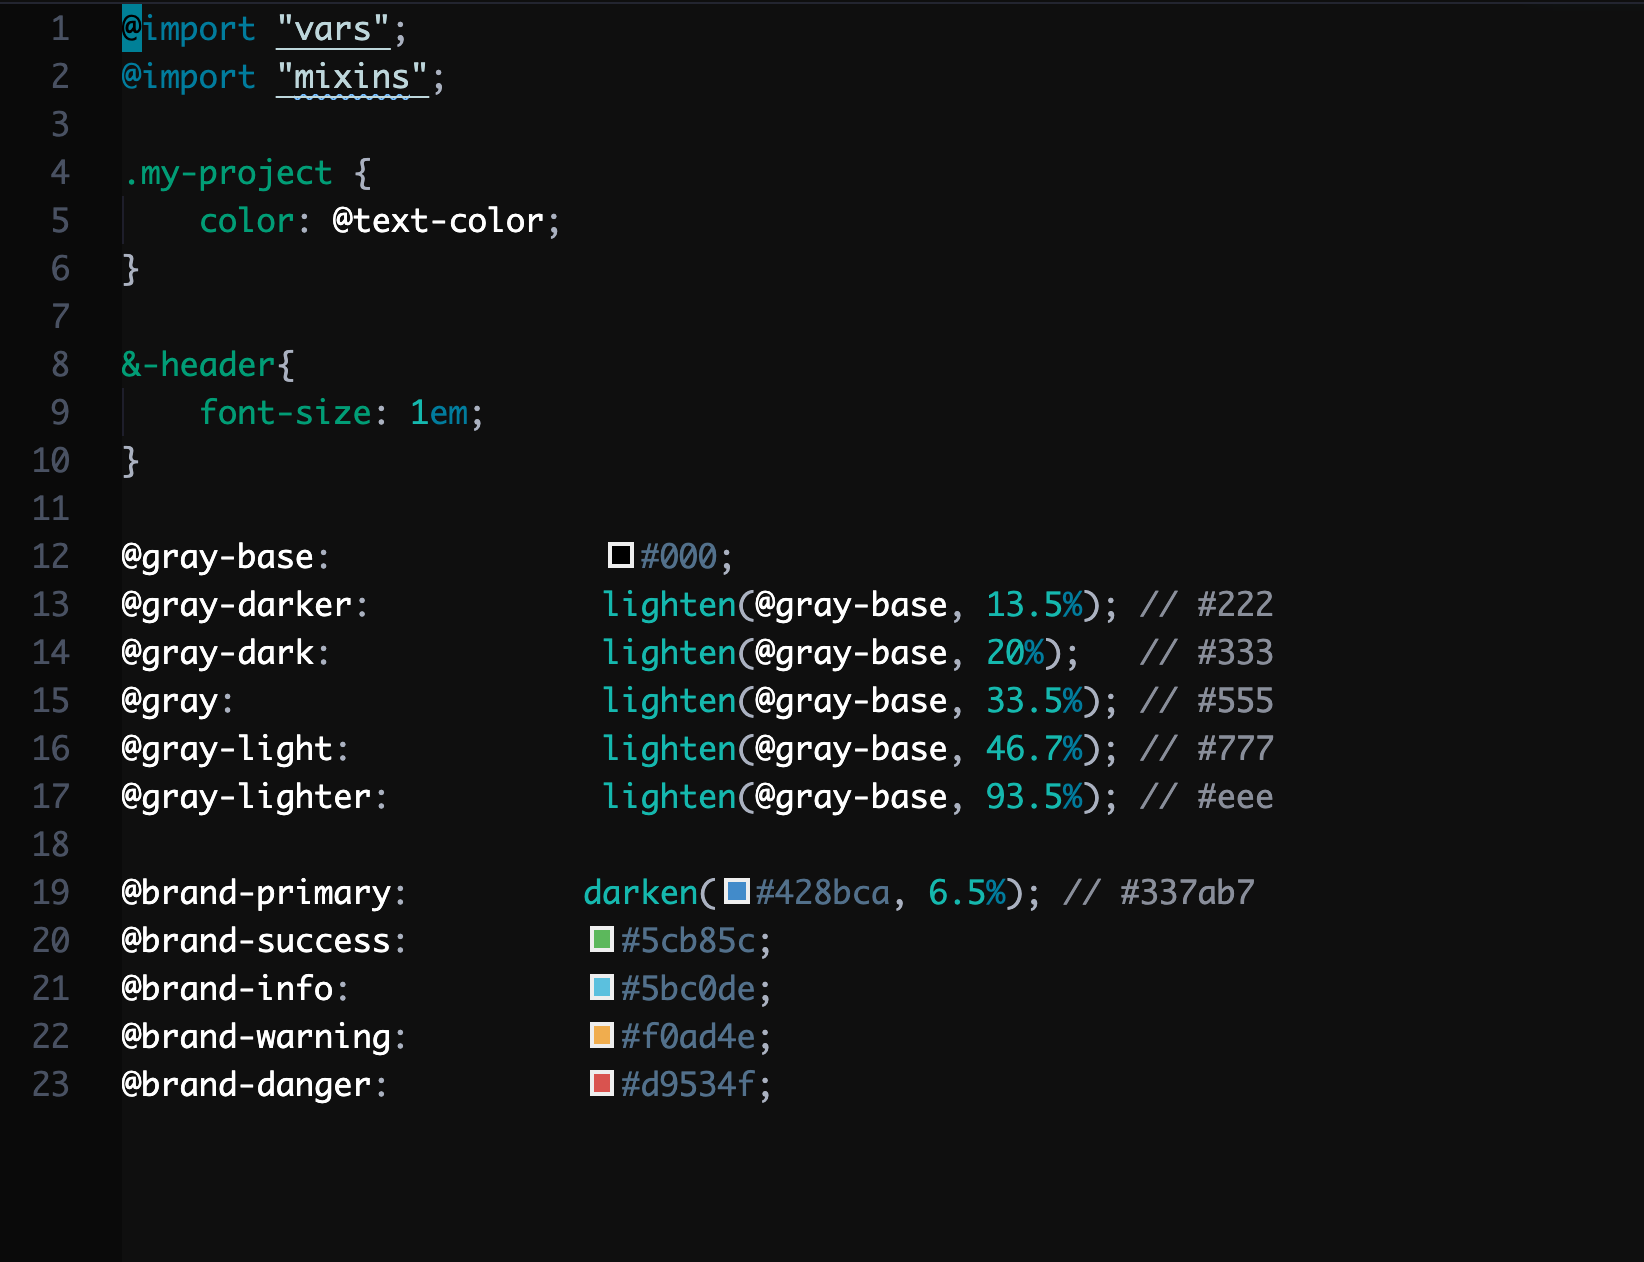 1 @import "vars";
2 @import "mixins";
3
4 .my-project {
5     color: @text-color;
6 }
7
8 &-header{
9     font-size: 1em;
10 }
11
12 @gray-base:              #000;
13 @gray-darker:            lighten(@gray-base, 13.5%); // #222
14 @gray-dark:              lighten(@gray-base, 20%);   // #333
15 @gray:                   lighten(@gray-base, 33.5%); // #555
16 @gray-light:             lighten(@gray-base, 46.7%); // #777
17 @gray-lighter:           lighten(@gray-base, 93.5%); // #eee
18
19 @brand-primary:         darken(#428bca, 6.5%); // #337ab7
20 @brand-success:         #5cb85c;
21 @brand-info:            #5bc0de;
22 @brand-warning:         #f0ad4e;
23 @brand-danger:          #d9534f;